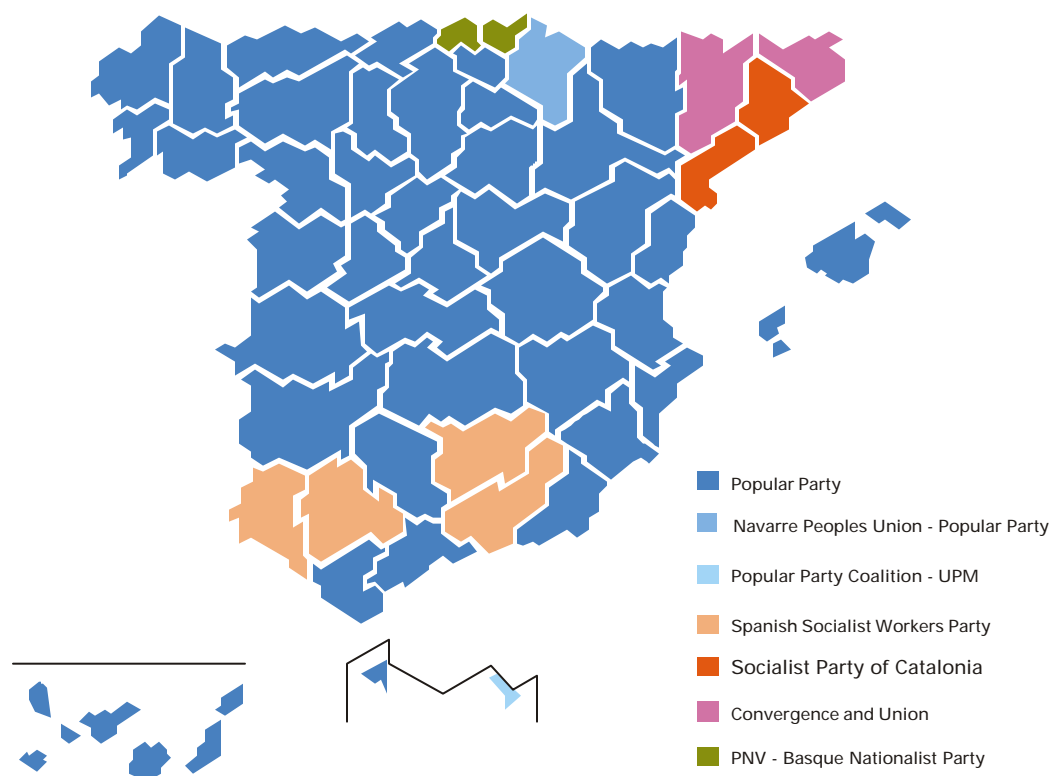 Popular Party
Navarre Peoples Union - Popular Party
Popular Party Coalition - UPM
Spanish Socialist Workers Party
Socialist Party of Catalonia
Convergence and Union
PNV - Basque Nationalist Party